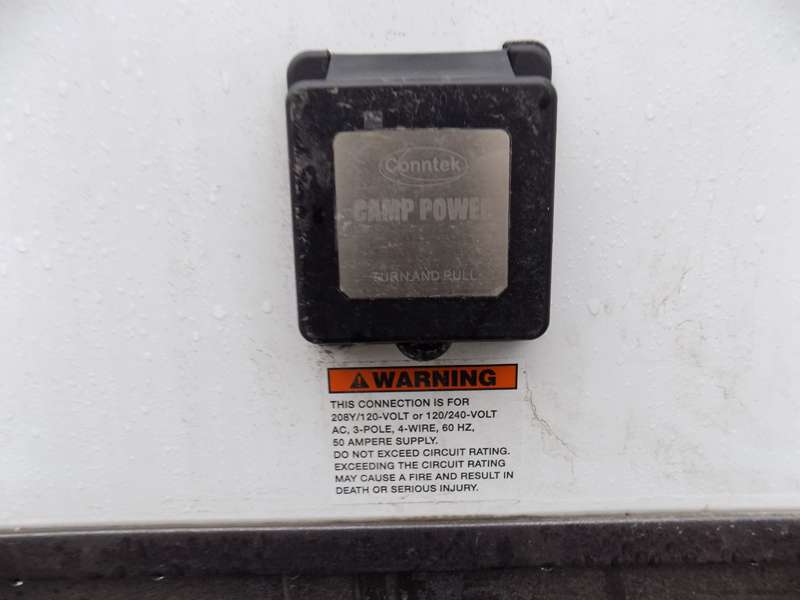 Conntek
CAMP POWER
TURN AND PULL
WARNING
THIS CONNECTION IS FOR
208Y/120-VOLT or 120/240-VOLT
AC, 3-POLE, 4-WIRE, 60 HZ,
50 AMPERE SUPPLY.
DO NOT EXCEED CIRCUIT RATING.
EXCEEDING THE CIRCUIT RATING
MAY CAUSE A FIRE AND RESULT IN
DEATH OR SERIOUS INJURY.